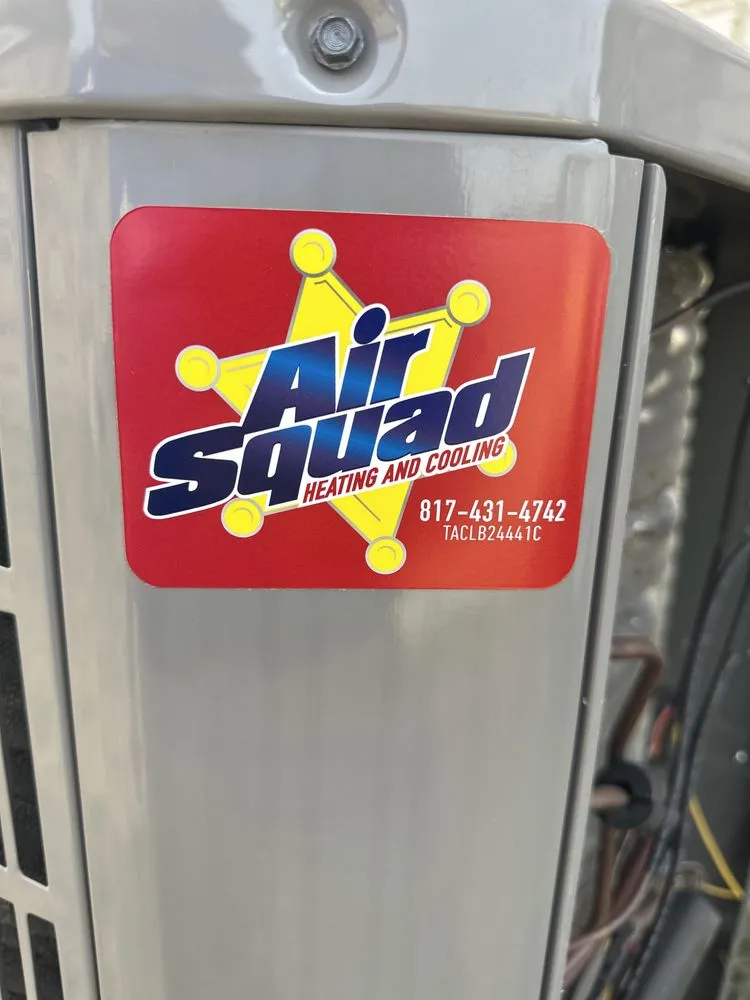 Air
Squad
HEATING AND COOLING
817-431-4742
TACLB24441C